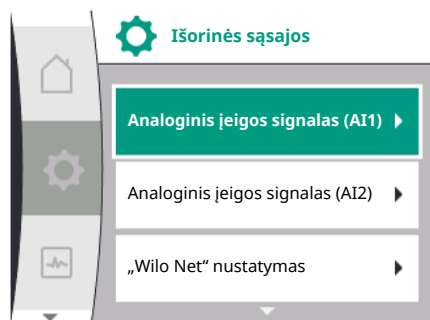 Išorinės sąsajos
Analoginis įeigos signalas (AI1)
Analoginis įeigos signalas (AI2)
„Wilo Net“ nustatymas